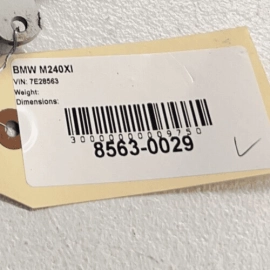 BMW M240XI
VIN: 7E28563
Weight:
Dimensions:
3000000009750
8563-0029